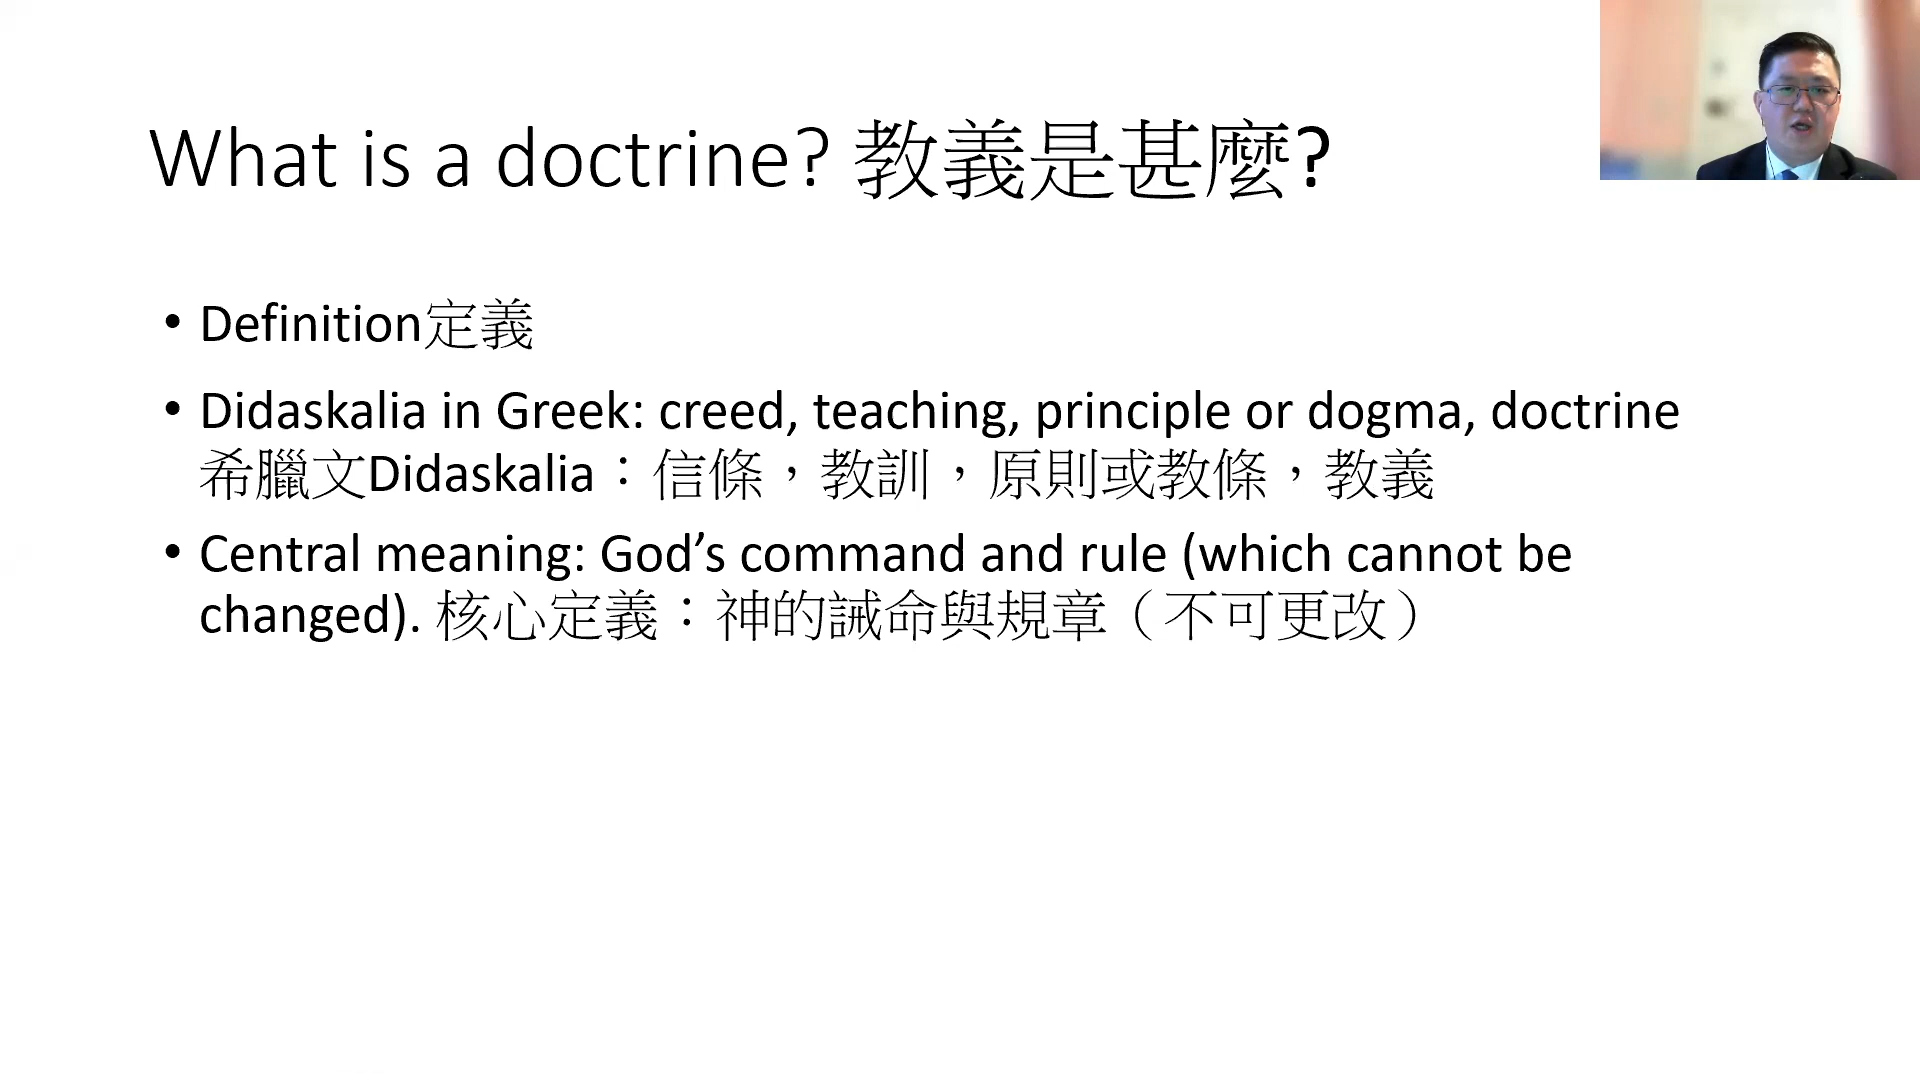 What is a doctrine? 教義是甚麼?
• Definition定義
• Didaskalia in Greek: creed, teaching, principle or dogma, doctrine
希臘文Didaskalia：信條，教訓，原則或教條，教義
• Central meaning: God’s command and rule (which cannot be
changed). 核心定義：神的誡命與規章（不可更改）